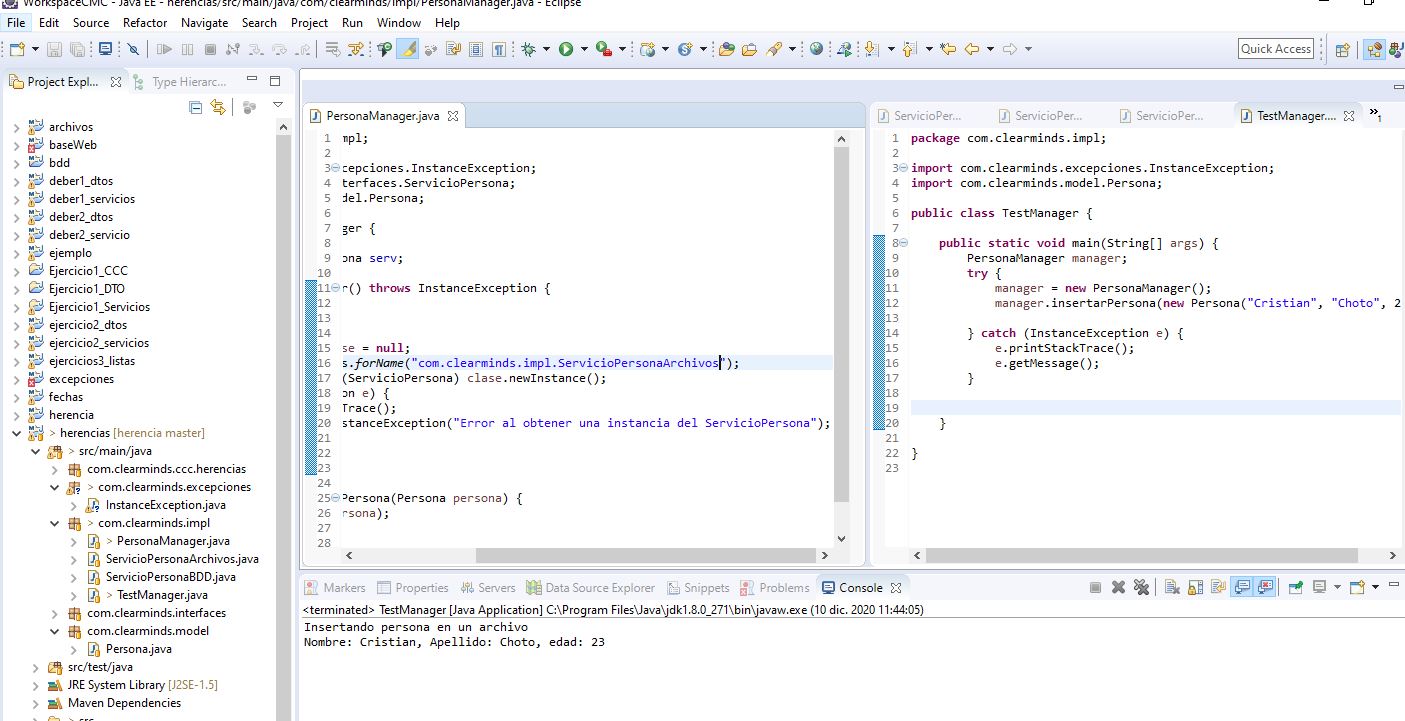 WorkspaceCMC - Java EE - herencias/src/main/java/com/clearminds/impl/PersonaManager.java - Eclipse
File Edit Source Refactor Navigate Search Project Run Window Help
Quick Access
Project Expl... Type Hierarc...
archivos
baseWeb
bdd
deber1_dtos
deber1_servicios
deber2_dtos
deber2_servicio
ejemplo
Ejercicio1_CCC
Ejercicio1_DTO
Ejercicio1_Servicios
ejercicio2_dtos
ejercicio2_servicios
ejercicios3_listas
excepciones
fechas
herencia
> herencias [herencia master]
> src/main/java
com.clearminds.ccc.herencias
> com.clearminds.excepciones
InstanceException.java
> com.clearminds.impl
> PersonaManager.java
ServicioPersonaArchivos.java
ServicioPersonaBDD.java
> TestManager.java
com.clearminds.interfaces
com.clearminds.model
Persona.java
src/test/java
JRE System Library [J2SE-1.5]
Maven Dependencies
> src
PersonaManager.java
1 mpl;
2
3 cepciones.InstanceException;
4 terfaces.ServicioPersona;
5 del.Persona;
6
7 ger {
8
9 ona serv;
10
11 r() throws InstanceException {
12
13
14
15 se = null;
16 s.forName("com.clearminds.impl.ServicioPersonaArchivos");
17 (ServicioPersona) clase.newInstance();
18 on e) {
19 Trace();
20 stanceException("Error al obtener una instancia del ServicioPersona");
21
22
23
24
25 Persona(Persona persona) {
26 rsona);
27
28
ServicioPer... ServicioPer... ServicioPer... TestManager.... »1
1 package com.clearminds.impl;
2
3 import com.clearminds.excepciones.InstanceException;
4 import com.clearminds.model.Persona;
5
6 public class TestManager {
7
8 public static void main(String[] args) {
9 PersonaManager manager;
10 try {
11 manager = new PersonaManager();
12 manager.insertarPersona(new Persona("Cristian", "Choto", 2
13
14 } catch (InstanceException e) {
15 e.printStackTrace();
16 e.getMessage();
17 }
18
19
20 }
21
22 }
23
Markers Properties Servers Data Source Explorer Snippets Problems Console
<terminated> TestManager [Java Application] C:\Program Files\Java\jdk1.8.0_271\bin\javaw.exe (10 dic. 2020 11:44:05)
Insertando persona en un archivo
Nombre: Cristian, Apellido: Choto, edad: 23